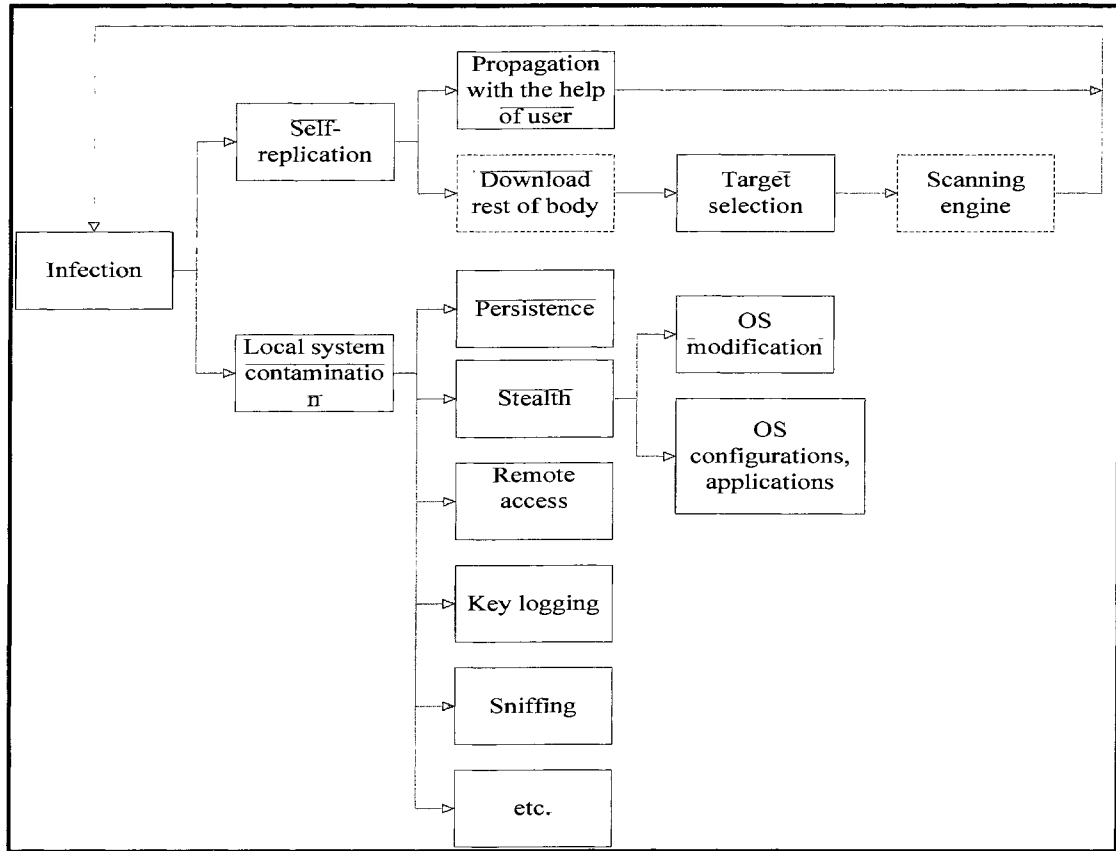 Propagation
with the help
of user
Self-
replication
Download
rest of body
Target
selection
Scanning
engine
Infection
Local system
contaminatio
n
Persistence
OS
modification
Stealth
OS
configurations,
applications
Remote
access
Key logging
Sniffing
etc.